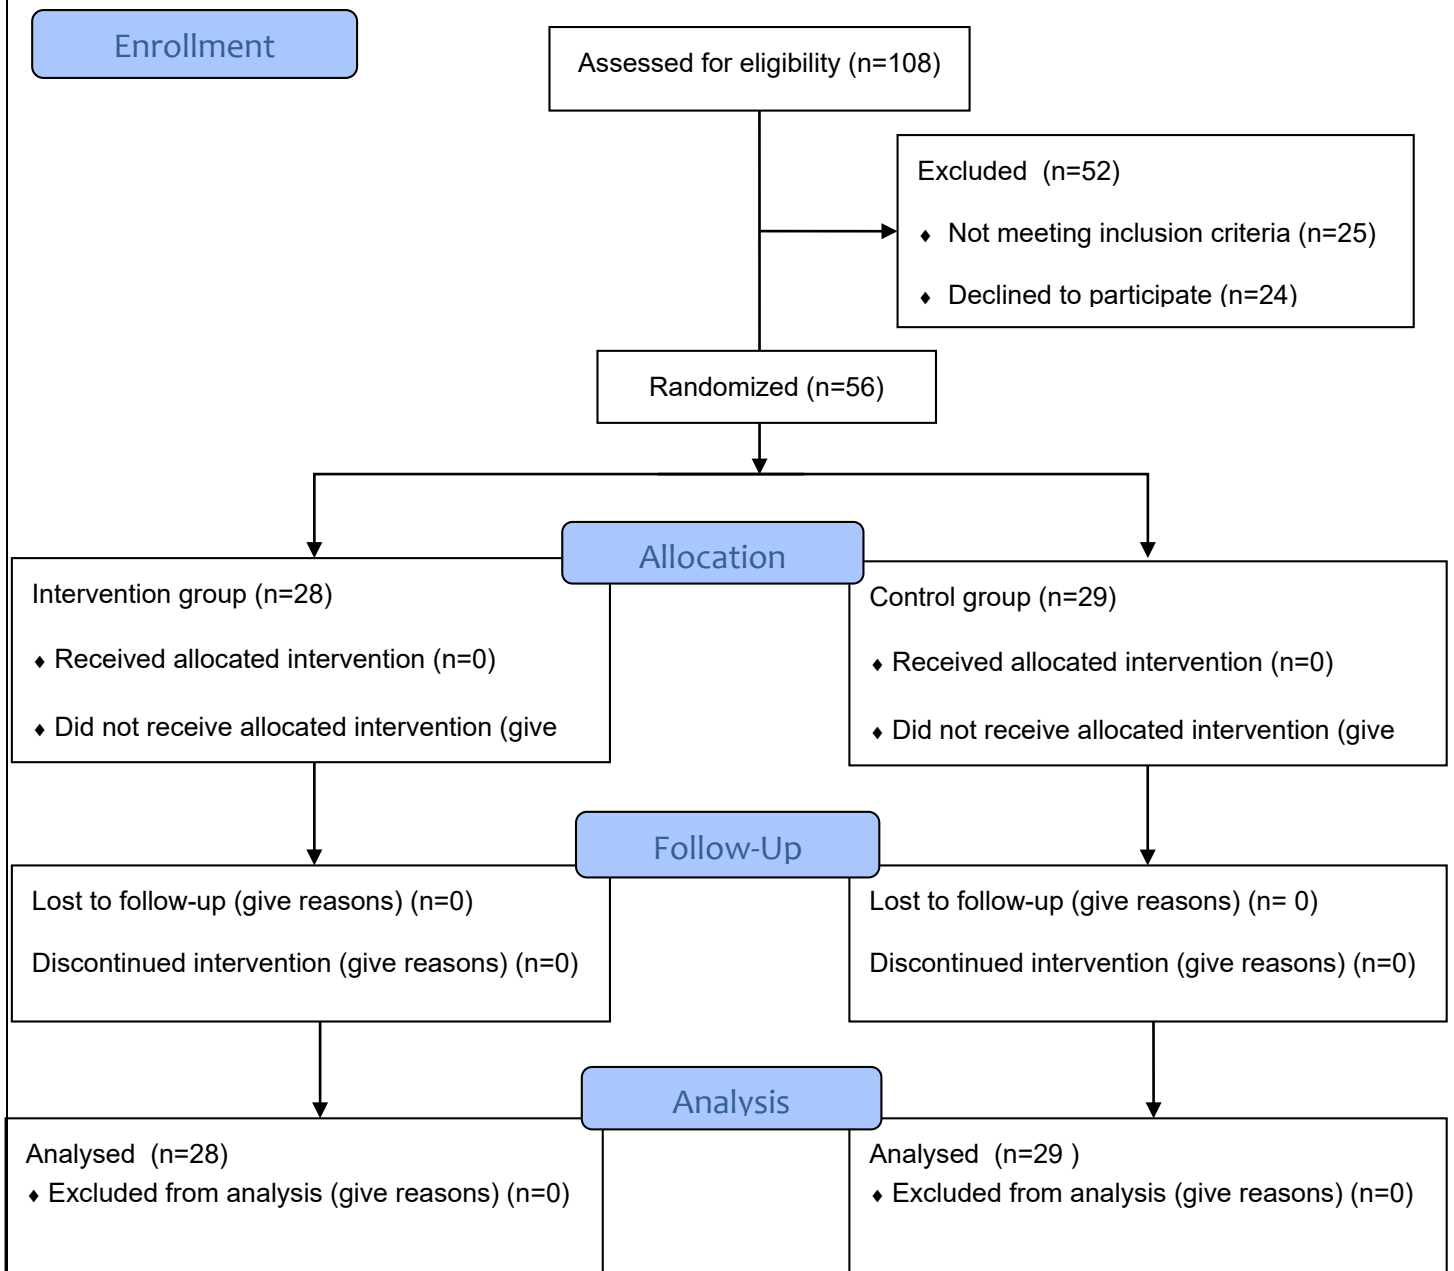 Enrollment
Assessed for eligibility (n=108)
Excluded  (n=52)
♦ Not meeting inclusion criteria (n=25)
♦ Declined to participate (n=24)
Randomized (n=56)
Allocation
Intervention group (n=28)
♦ Received allocated intervention (n=0)
♦ Did not receive allocated intervention (give
Control group (n=29)
♦ Received allocated intervention (n=0)
♦ Did not receive allocated intervention (give
Follow-Up
Lost to follow-up (give reasons) (n=0)
Discontinued intervention (give reasons) (n=0)
Lost to follow-up (give reasons) (n= 0)
Discontinued intervention (give reasons) (n=0)
Analysis
Analysed  (n=28)
♦ Excluded from analysis (give reasons) (n=0)
Analysed  (n=29 )
♦ Excluded from analysis (give reasons) (n=0)